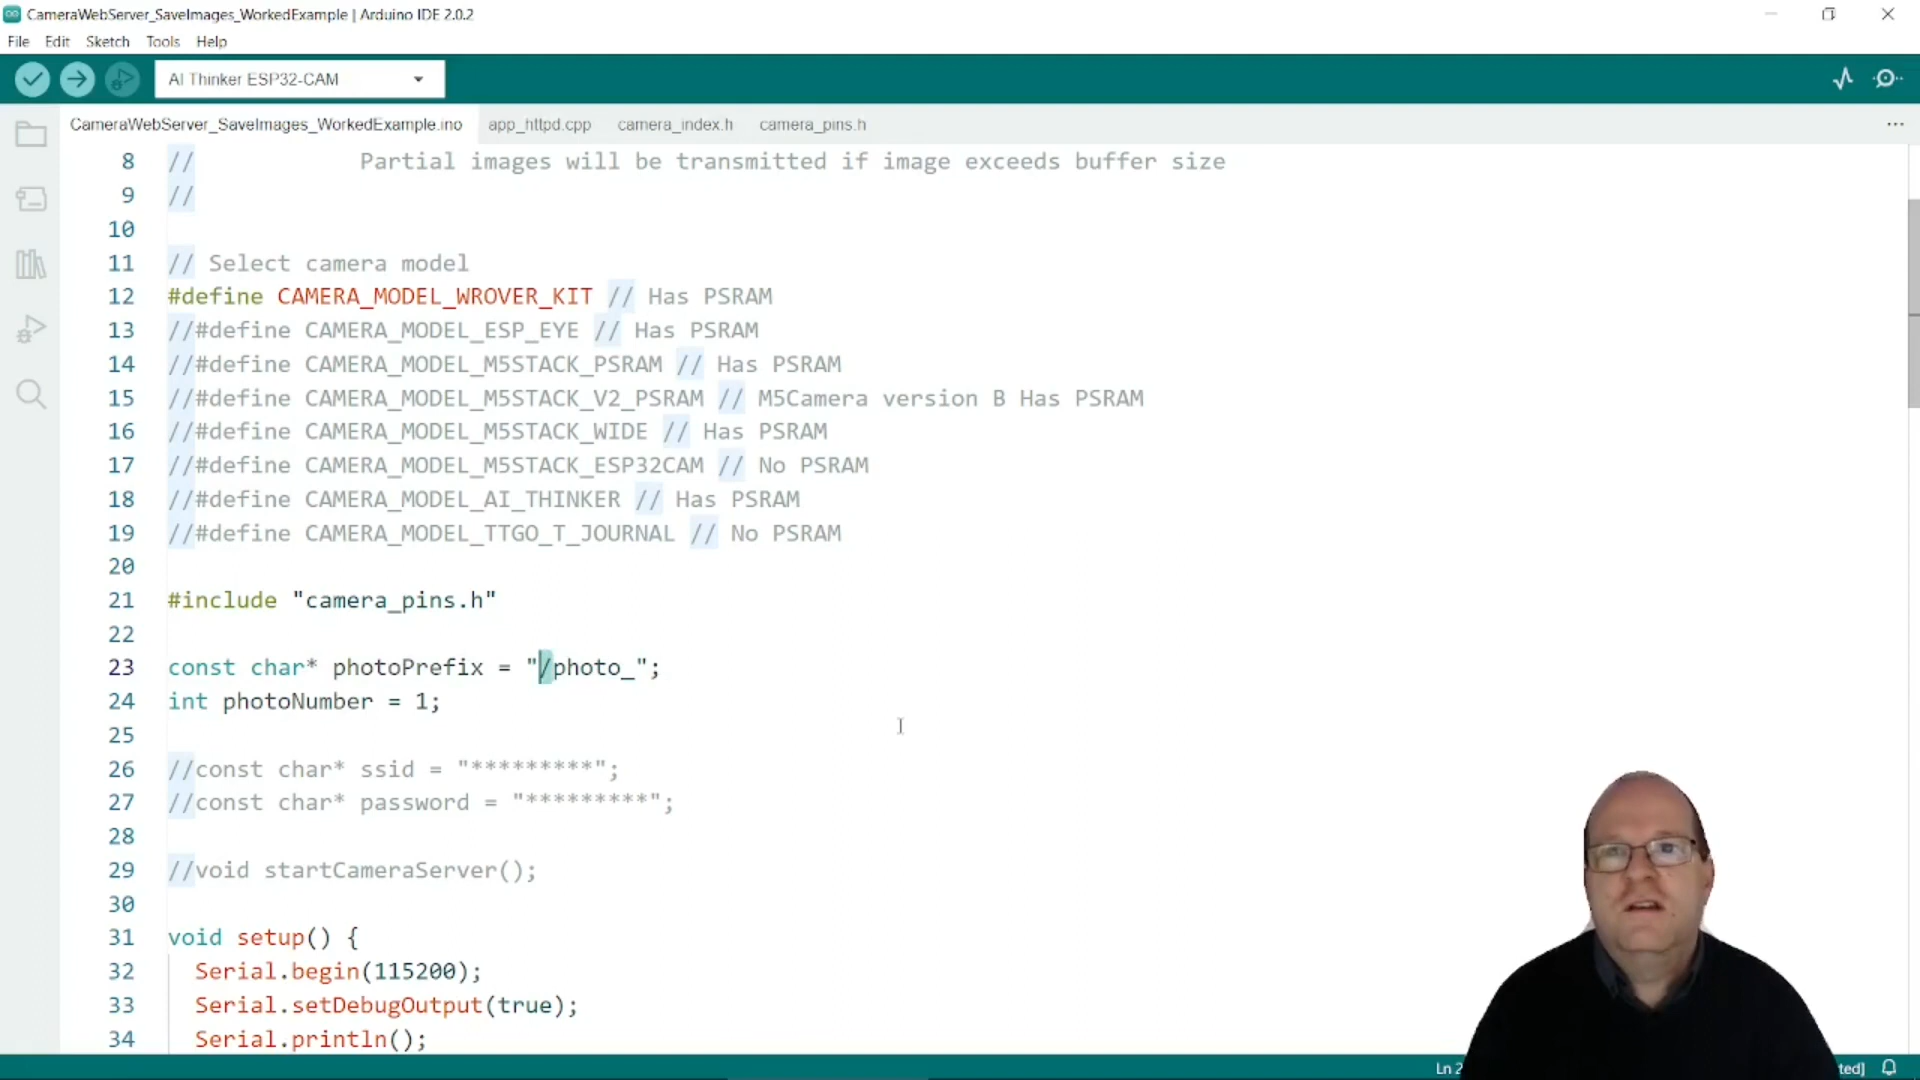 CameraWebServer_SaveImages_WorkedExample | Arduino IDE 2.0.2
File Edit Sketch Tools Help
AI Thinker ESP32-CAM
CameraWebServer_SaveImages_WorkedExample.ino app_httpd.cpp camera_index.h camera_pins.h ...
8 // Partial images will be transmitted if image exceeds buffer size
9 //
10
11 // Select camera model
12 #define CAMERA_MODEL_WROVER_KIT // Has PSRAM
13 //#define CAMERA_MODEL_ESP_EYE // Has PSRAM
14 //#define CAMERA_MODEL_M5STACK_PSRAM // Has PSRAM
15 //#define CAMERA_MODEL_M5STACK_V2_PSRAM // M5Camera version B Has PSRAM
16 //#define CAMERA_MODEL_M5STACK_WIDE // Has PSRAM
17 //#define CAMERA_MODEL_M5STACK_ESP32CAM // No PSRAM
18 //#define CAMERA_MODEL_AI_THINKER // Has PSRAM
19 //#define CAMERA_MODEL_TTGO_T_JOURNAL // No PSRAM
20
21 #include "camera_pins.h"
22
23 const char* photoPrefix = "/photo_";
24 int photoNumber = 1;
25
26 //const char* ssid = "*********";
27 //const char* password = "*********";
28
29 //void startCameraServer();
30
31 void setup() {
32 Serial.begin(115200);
33 Serial.setDebugOutput(true);
34 Serial.println();
Ln 2 ted]